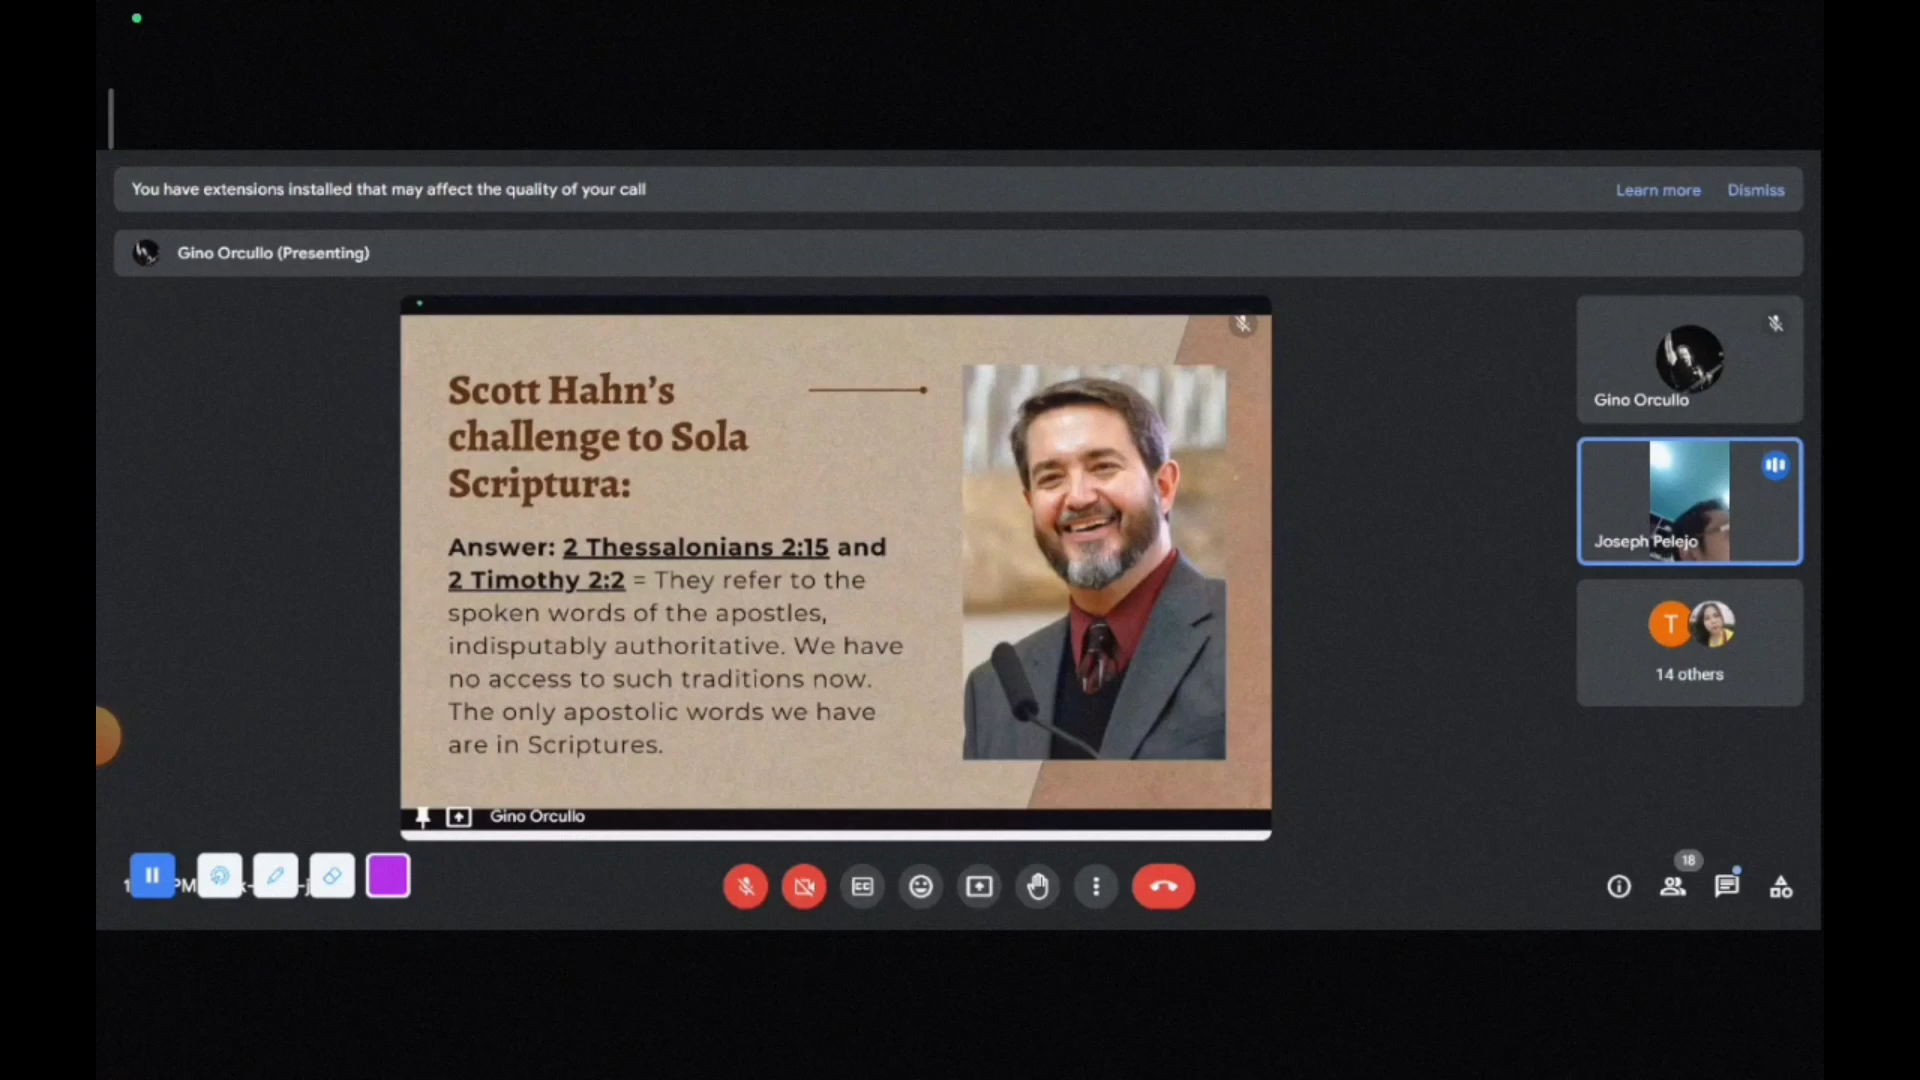 You have extensions installed that may affect the quality of your call
Learn more
Dismiss
Gino Orcullo (Presenting)
Scott Hahn's
challenge to Sola
Scriptura:
Answer: 2 Thessalonians 2:15 and
2 Timothy 2:2 = They refer to the
spoken words of the apostles,
indisputably authoritative. We have
no access to such traditions now.
The only apostolic words we have
are in Scriptures.
Gino Orcullo
Gino Orcullo
Joseph Pelejo
T
14 others
PM
CC
18